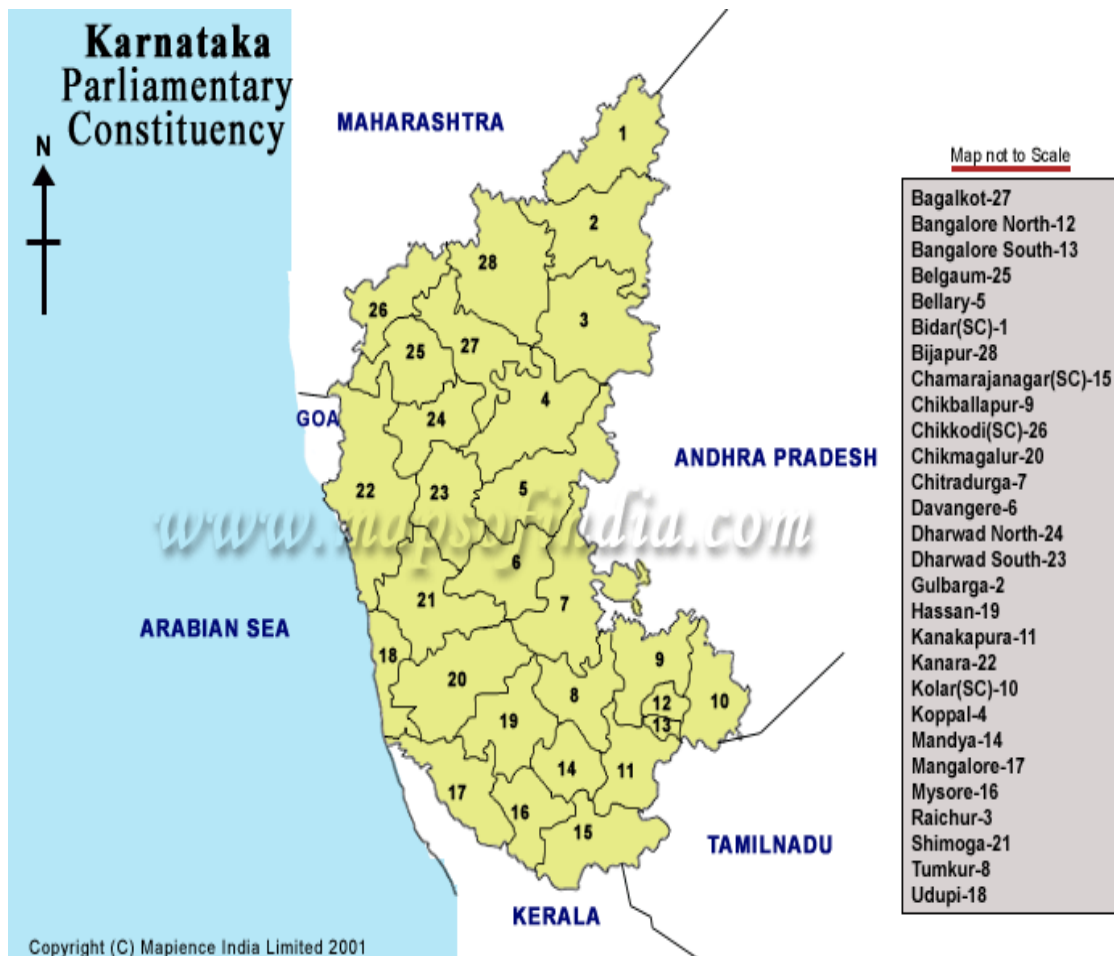 Karnataka
Parliamentary
Constituency
N
MAHARASHTRA
GOA
ARABIAN SEA
ANDHRA PRADESH
TAMILNADU
KERALA
1
2
28
26
3
27
25
4
24
22
23
5
6
21
7
18
20
9
8
12
10
19
13
14
11
17
16
15
www.mapsofindia.com
Map not to Scale
Bagalkot-27
Bangalore North-12
Bangalore South-13
Belgaum-25
Bellary-5
Bidar(SC)-1
Bijapur-28
Chamarajanagar(SC)-15
Chikballapur-9
Chikkodi(SC)-26
Chikmagalur-20
Chitradurga-7
Davangere-6
Dharwad North-24
Dharwad South-23
Gulbarga-2
Hassan-19
Kanakapura-11
Kanara-22
Kolar(SC)-10
Koppal-4
Mandya-14
Mangalore-17
Mysore-16
Raichur-3
Shimoga-21
Tumkur-8
Udupi-18
Copyright (C) Mapience India Limited 2001